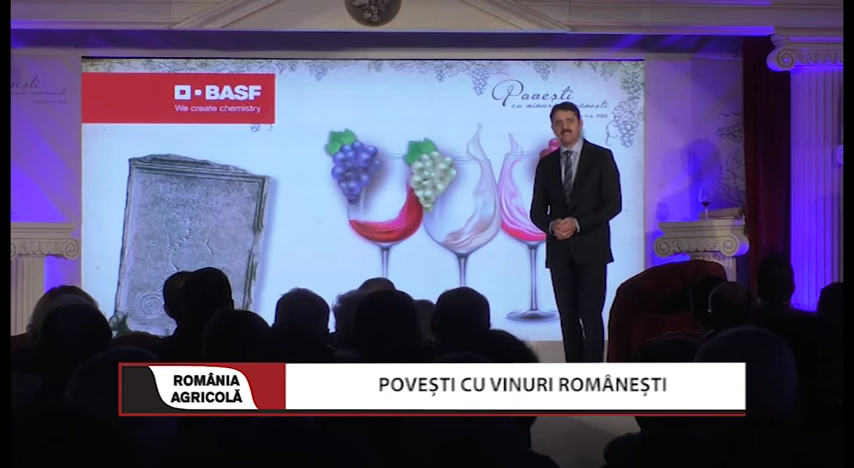 BASF
We create chemistry
Povești
cu vinuri românești
ROMÂNIA
AGRICOLĂ
POVEȘTI CU VINURI ROMÂNEȘTI